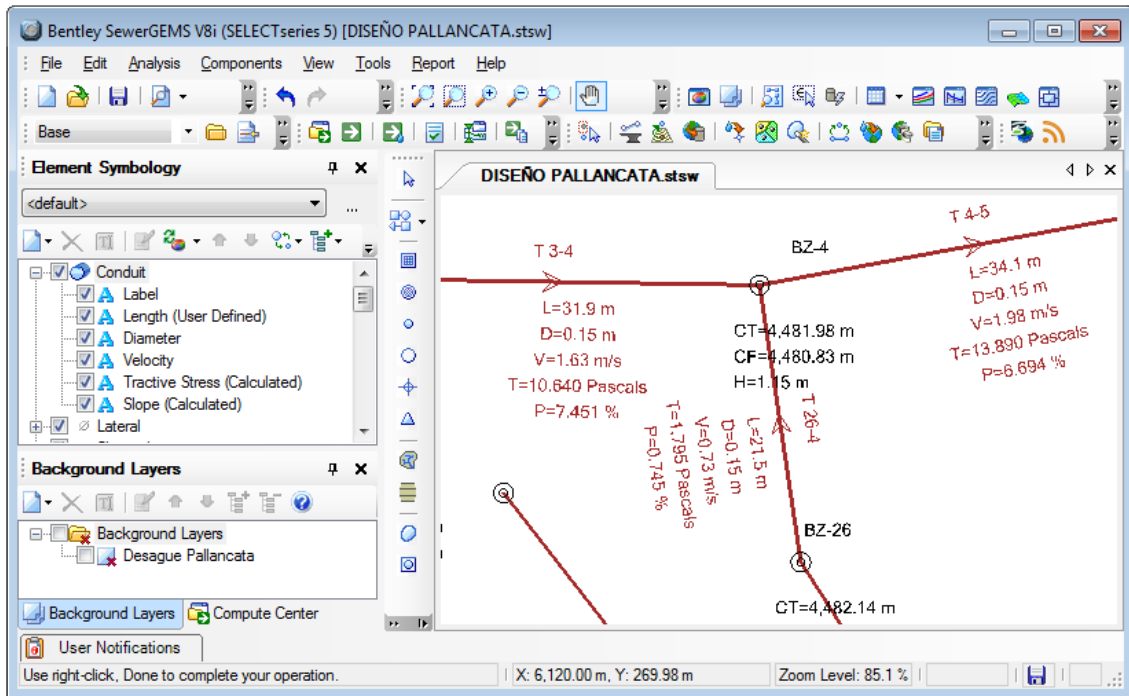 Bentley SewerGEMS V8i (SELECTseries 5) [DISEÑO PALLANCATA.stsw]
File Edit Analysis Components View Tools Report Help
Base
Element Symbology
<default>
...
Conduit
Label
Length (User Defined)
Diameter
Velocity
Tractive Stress (Calculated)
Slope (Calculated)
Lateral
Background Layers
Background Layers
Desague Pallancata
Background Layers Compute Center
DISEÑO PALLANCATA.stsw
T 3-4
L=31.9 m
D=0.15 m
V=1.63 m/s
T=10.640 Pascals
P=7.451 %
BZ-4
CT=4,481.98 m
CF=4,480.83 m
H=1.15 m
T 4-5
L=34.1 m
D=0.15 m
V=1.98 m/s
T=13.890 Pascals
P=6.694 %
T 26-4
L=21.5 m
D=0.15 m
V=0.73 m/s
T=1.795 Pascals
P=0.745 %
BZ-26
CT=4,482.14 m
User Notifications
Use right-click, Done to complete your operation.
X: 6,120.00 m, Y: 269.98 m
Zoom Level: 85.1 %